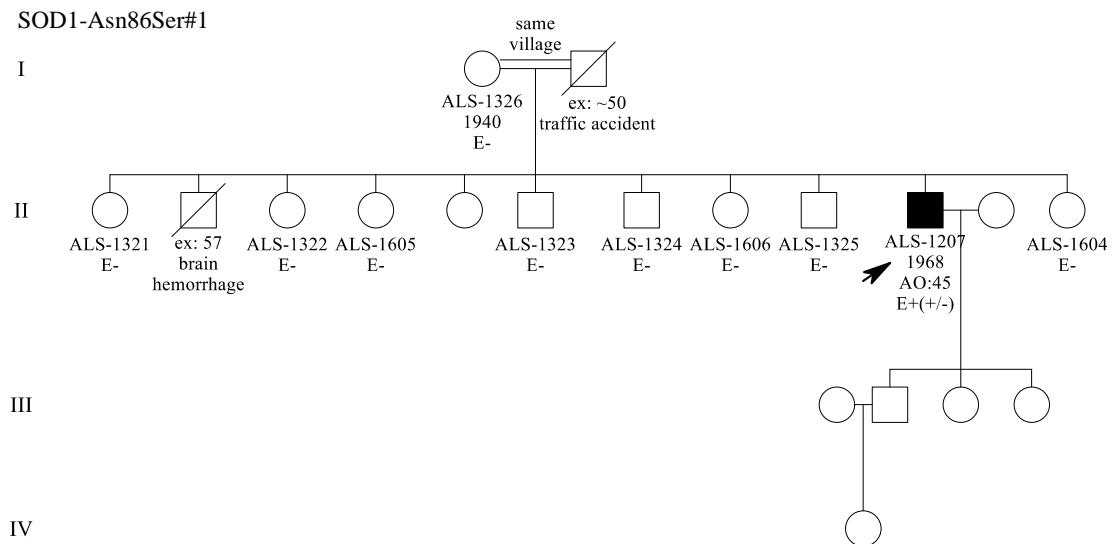 SOD1-Asn86Ser#1
same
village
I
ALS-1326
1940
E-
ex: ~50
traffic accident
II
ALS-1321
E-
ex: 57
brain
hemorrhage
ALS-1322
E-
ALS-1605
E-
ALS-1323
E-
ALS-1324
E-
ALS-1606
E-
ALS-1325
E-
ALS-1207
1968
AO:45
E+(+/-)
ALS-1604
E-
III
IV